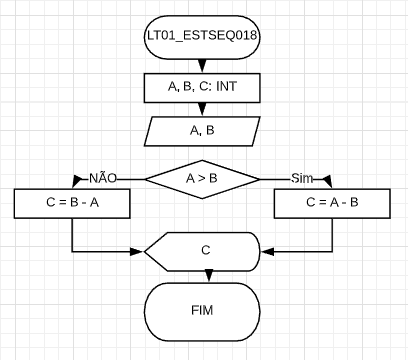 LT01_ESTSEQ018
A, B, C: INT
A, B
NÃO
A > B
Sim
C = B - A
C = A - B
C
FIM